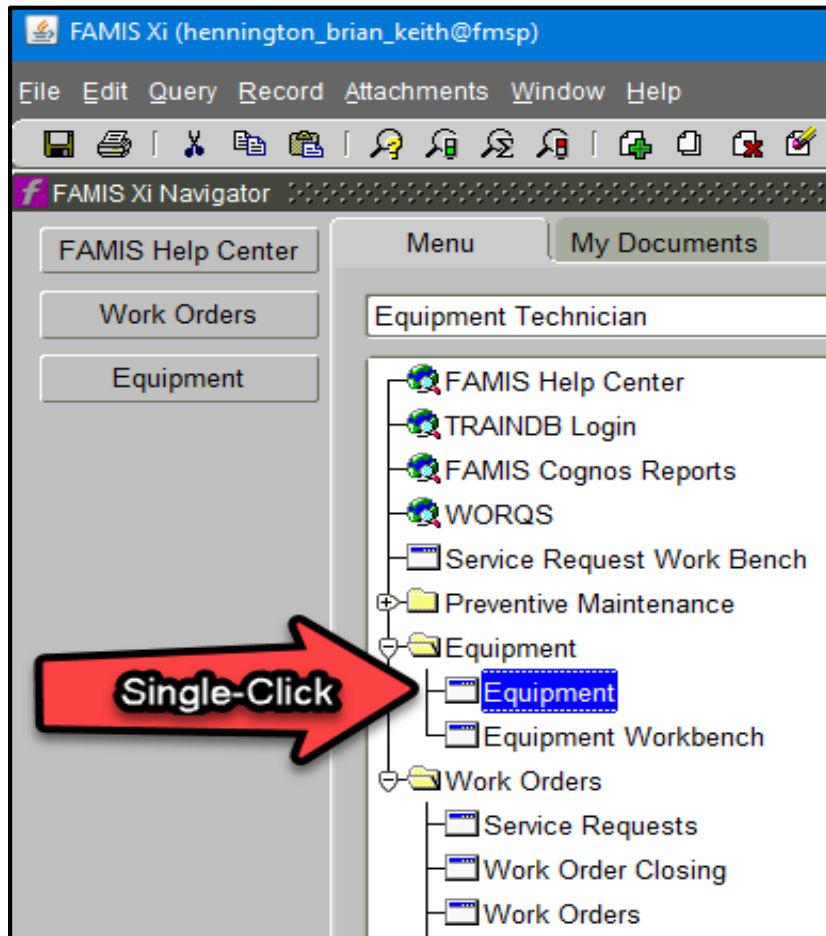 FAMIS Xi (hennington_brian_keith@fmsp)
File Edit Query Record Attachments Window Help
FAMIS Xi Navigator
FAMIS Help Center
Work Orders
Equipment
Menu My Documents
Equipment Technician
FAMIS Help Center
TRAINDB Login
FAMIS Cognos Reports
WORQS
Service Request Work Bench
Preventive Maintenance
Equipment
Single-Click
Equipment
Equipment Workbench
Work Orders
Service Requests
Work Order Closing
Work Orders